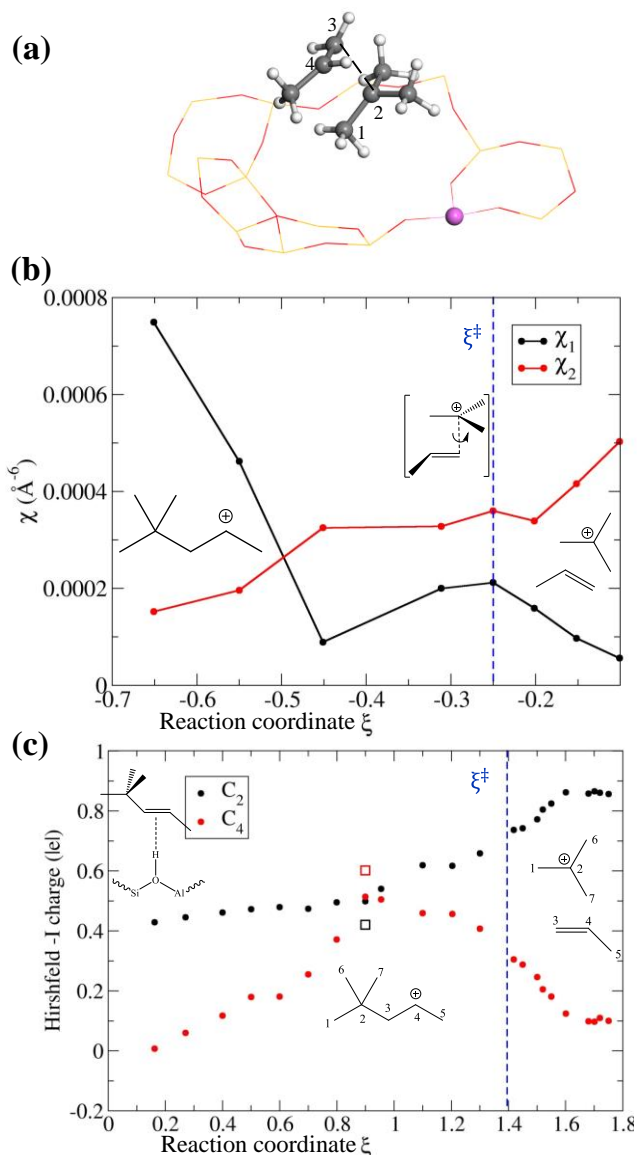 (a)
3
4
2
1
(b)
0.0008
0.0006
0.0004
0.0002
0
χ (Å⁻⁶)
ξ‡
χ₁
χ₂
⊕
⊕
⊕
-0.7 -0.6 -0.5 -0.4 -0.3 -0.2
Reaction coordinate ξ
(c)
1
0.8
0.6
0.4
0.2
0
-0.2
Hirshfeld -I charge (|e|)
C₂
C₄
ξ‡
H
O
Si Al
6
1 ⊕ 2
7
3 4
5
6 7
1 2 3 ⊕ 4 5
0 0.2 0.4 0.6 0.8 1 1.2 1.4 1.6 1.8
Reaction coordinate ξ